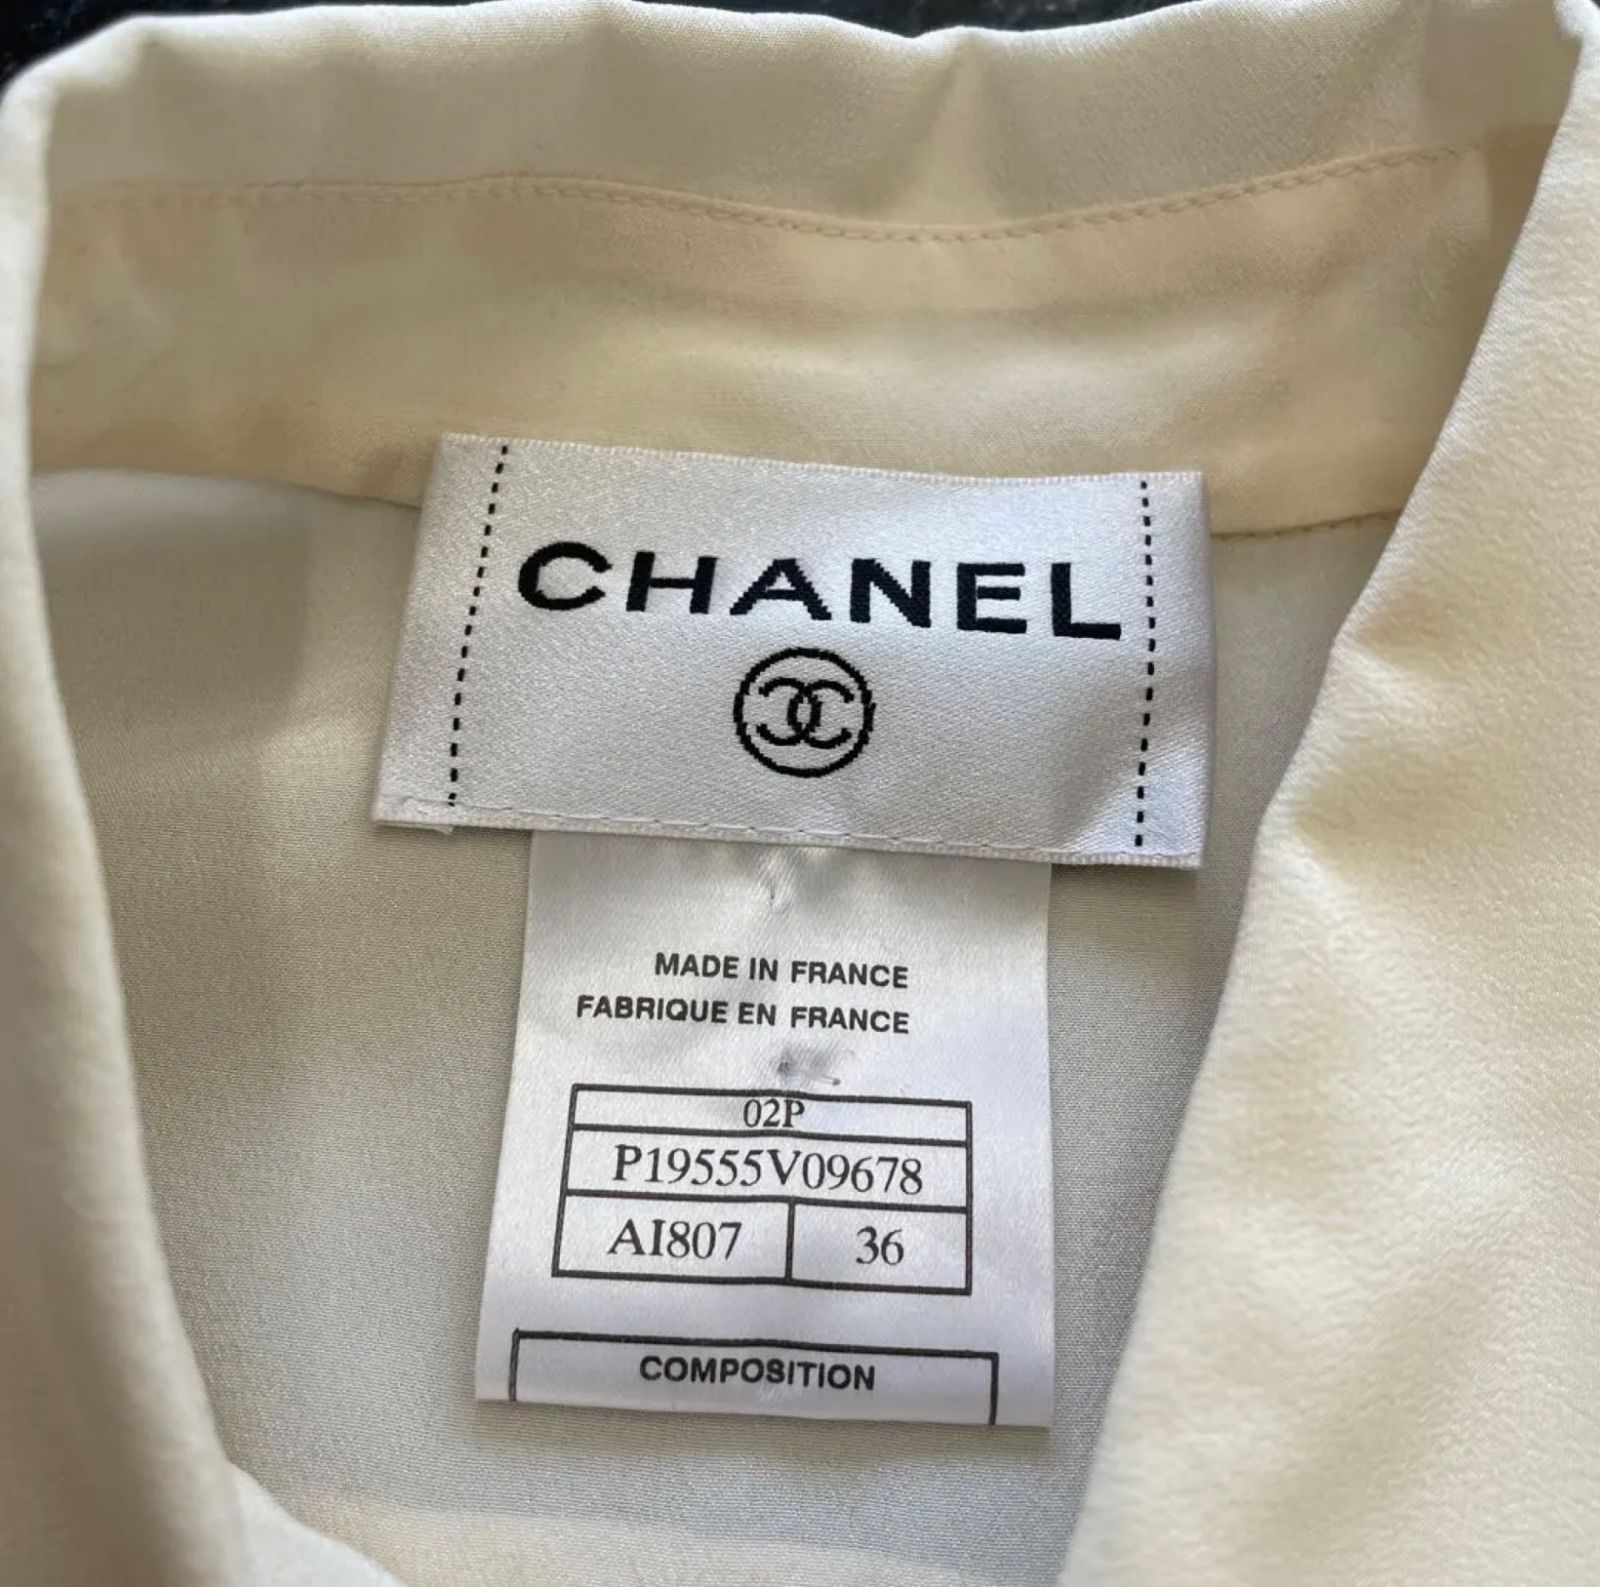 CHANEL
MADE IN FRANCE
FABRIQUE EN FRANCE
02P
P19555V09678
AI807 36
COMPOSITION